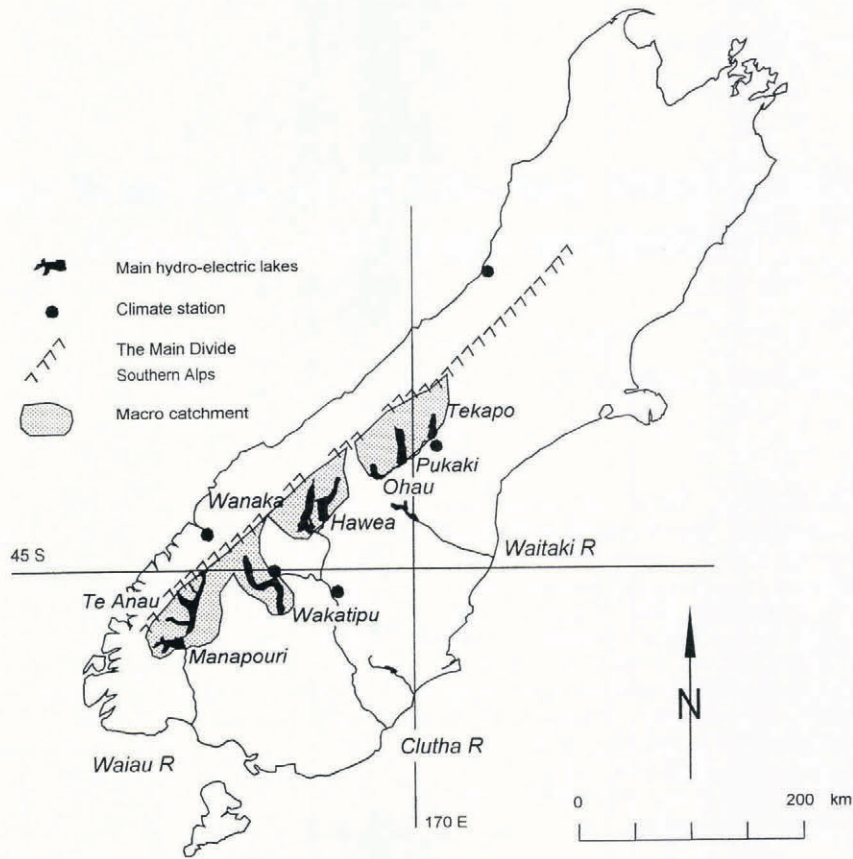 Main hydro-electric lakes
Climate station
The Main Divide
Southern Alps
Macro catchment
Tekapo
Pukaki
Ohau
Wanaka
Hawea
Waitaki R
45 S
Te Anau
Wakatipu
Manapouri
N
Waiau R
Clutha R
170 E
0 200 km